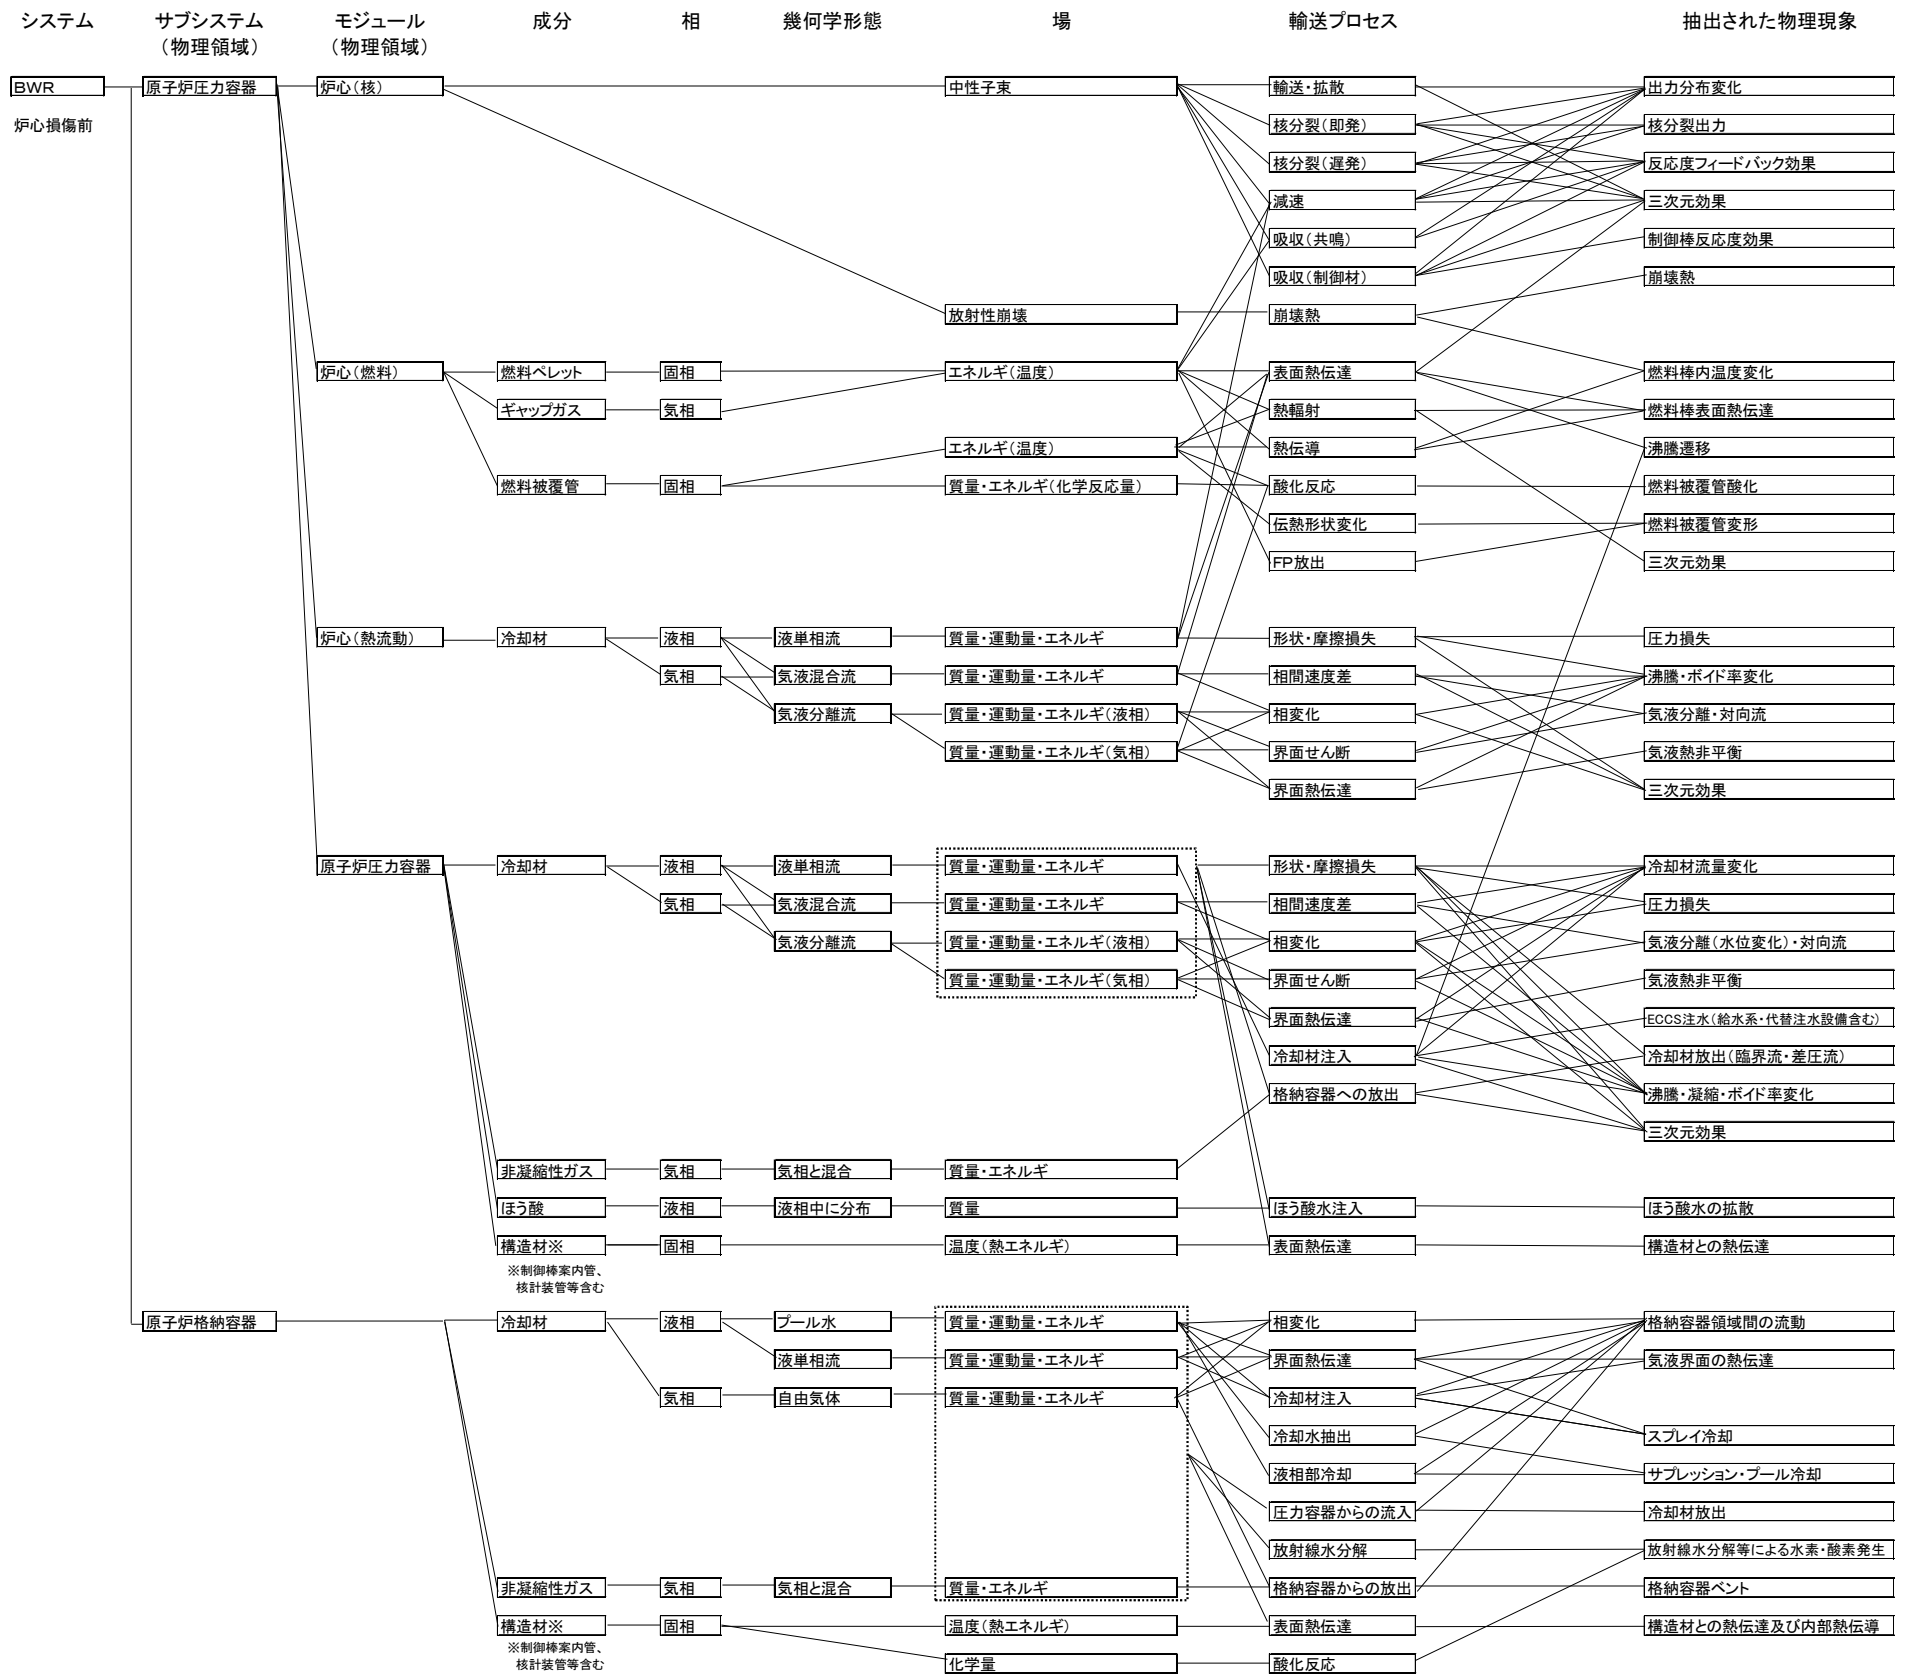 システム
サブシステム
（物理領域）
モジュール
（物理領域）
成分
相
幾何学形態
場
輸送プロセス
抽出された物理現象
BWR
原子炉圧力容器
炉心（核）
中性子束
輸送・拡散
出力分布変化
炉心損傷前
核分裂（即発）
核分裂出力
核分裂（遅発）
反応度フィードバック効果
減速
三次元効果
吸収（共鳴）
制御棒反応度効果
吸収（制御材）
崩壊熱
放射性崩壊
崩壊熱
炉心（燃料）
燃料ペレット
固相
エネルギ（温度）
表面熱伝達
燃料棒内温度変化
ギャップガス
気相
熱輻射
燃料棒表面熱伝達
エネルギ（温度）
熱伝導
沸騰遷移
燃料被覆管
固相
質量・エネルギ（化学反応量）
酸化反応
燃料被覆管酸化
伝熱形状変化
燃料被覆管変形
FP放出
三次元効果
炉心（熱流動）
冷却材
液相
液単相流
質量・運動量・エネルギ
形状・摩擦損失
圧力損失
気相
気液混合流
質量・運動量・エネルギ
相間速度差
沸騰・ボイド率変化
気液分離流
質量・運動量・エネルギ（液相）
相変化
気液分離・対向流
質量・運動量・エネルギ（気相）
界面せん断
気液熱非平衡
界面熱伝達
三次元効果
原子炉圧力容器
冷却材
液相
液単相流
質量・運動量・エネルギ
形状・摩擦損失
冷却材流量変化
気相
気液混合流
質量・運動量・エネルギ
相間速度差
圧力損失
気液分離流
質量・運動量・エネルギ（液相）
相変化
気液分離（水位変化）・対向流
質量・運動量・エネルギ（気相）
界面せん断
気液熱非平衡
界面熱伝達
ECCS注水（給水系・代替注水設備含む）
冷却材注入
冷却材放出（臨界流・差圧流）
格納容器への放出
沸騰・凝縮・ボイド率変化
三次元効果
非凝縮性ガス
気相
気相と混合
質量・エネルギ
ほう酸
液相
液相中に分布
質量
ほう酸水注入
ほう酸水の拡散
構造材※
固相
温度（熱エネルギ）
表面熱伝達
構造材との熱伝達
※制御棒案内管、
核計装管等含む
原子炉格納容器
冷却材
液相
プール水
質量・運動量・エネルギ
相変化
格納容器領域間の流動
液単相流
質量・運動量・エネルギ
界面熱伝達
気液界面の熱伝達
気相
自由気体
質量・運動量・エネルギ
冷却材注入
冷却水抽出
スプレイ冷却
液相部冷却
サプレッション・プール冷却
圧力容器からの流入
冷却材放出
放射線水分解
放射線水分解等による水素・酸素発生
非凝縮性ガス
気相
気相と混合
質量・エネルギ
格納容器からの放出
格納容器ベント
構造材※
固相
温度（熱エネルギ）
表面熱伝達
構造材との熱伝達及び内部熱伝導
※制御棒案内管、
核計装管等含む
化学量
酸化反応